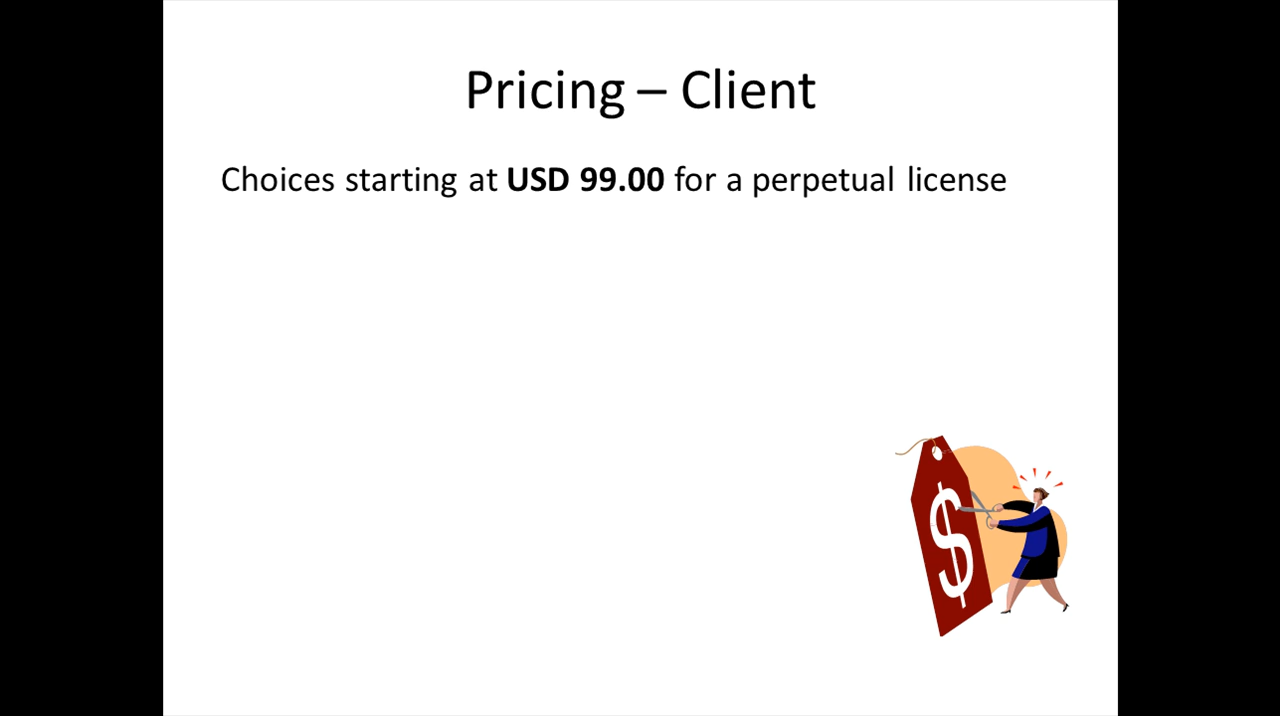 Pricing – Client
Choices starting at USD 99.00 for a perpetual license
$